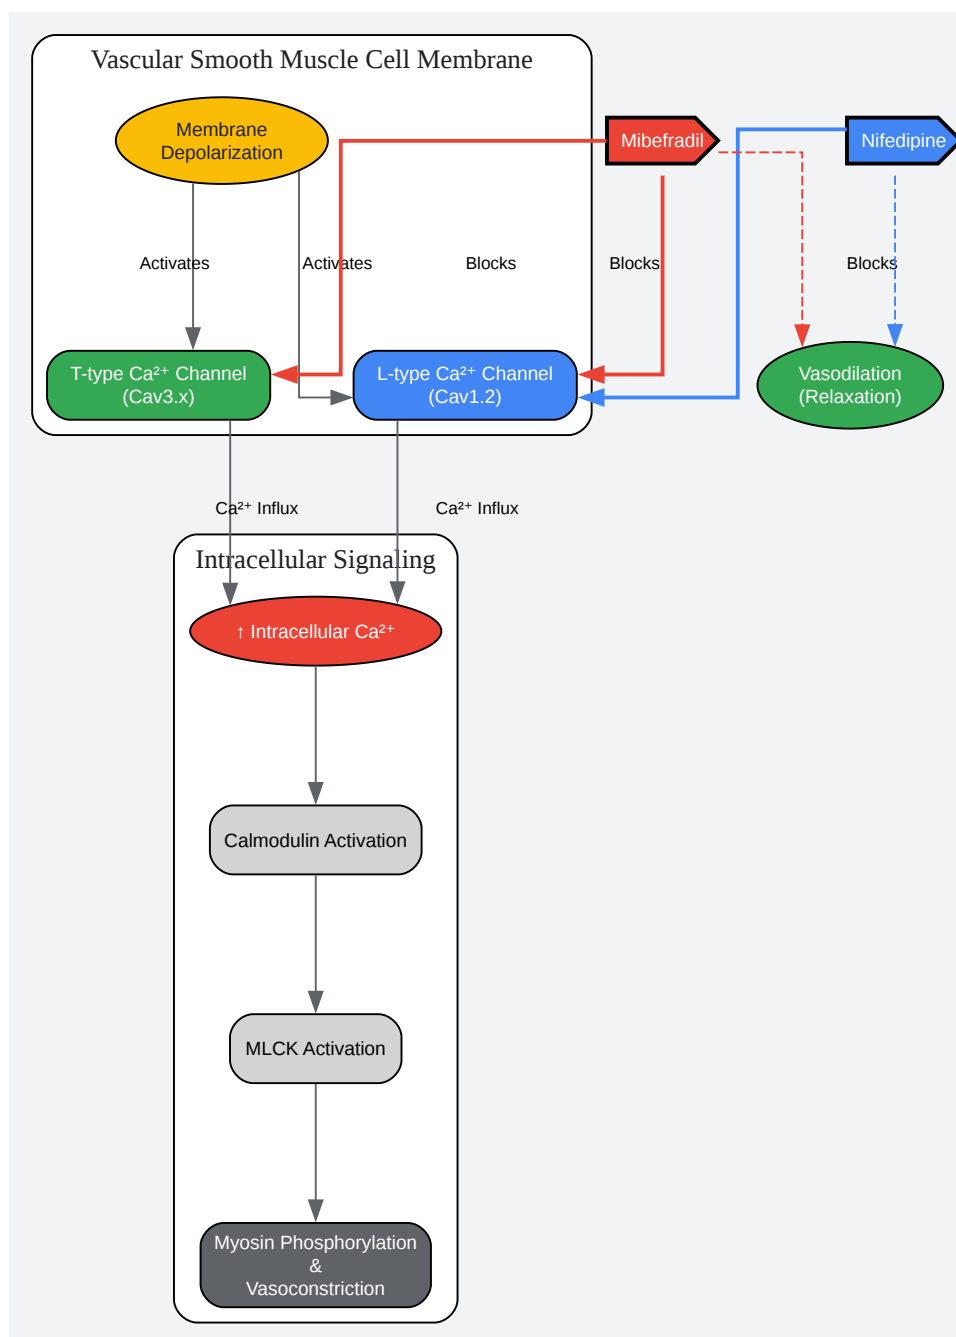 Vascular Smooth Muscle Cell Membrane
Membrane
Depolarization
Mibefradil
Nifedipine
Activates
Activates
Blocks
Blocks
Blocks
T-type Ca²⁺ Channel
(Cav3.x)
L-type Ca²⁺ Channel
(Cav1.2)
Vasodilation
(Relaxation)
Ca²⁺ Influx
Ca²⁺ Influx
Intracellular Signaling
↑ Intracellular Ca²⁺
Calmodulin Activation
MLCK Activation
Myosin Phosphorylation
&
Vasoconstriction